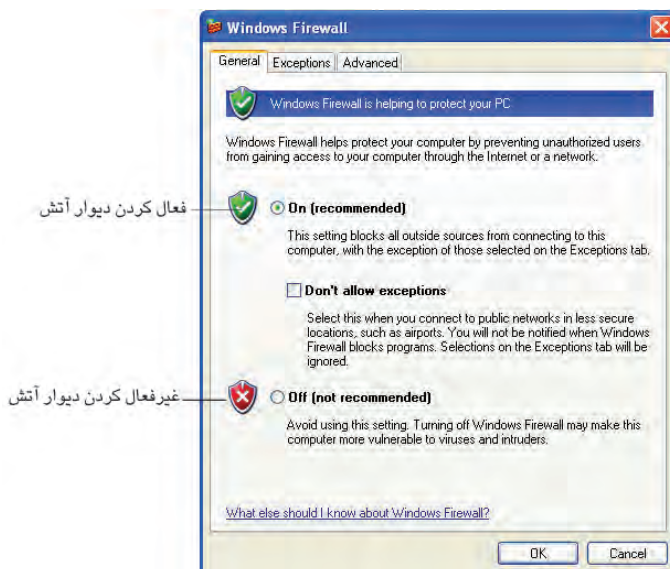 Windows Firewall
General Exceptions Advanced
Windows Firewall is helping to protect your PC
Windows Firewall helps protect your computer by preventing unauthorized users
from gaining access to your computer through the Internet or a network.
فعال کردن دیوار آتش
On (recommended)
This setting blocks all outside sources from connecting to this
computer, with the exception of those selected on the Exceptions tab.
Don't allow exceptions
Select this when you connect to public networks in less secure
locations, such as airports. You will not be notified when Windows
Firewall blocks programs. Selections on the Exceptions tab will be
ignored.
غیرفعال کردن دیوار آتش
Off (not recommended)
Avoid using this setting. Turning off Windows Firewall may make this
computer more vulnerable to viruses and intruders.
What else should I know about Windows Firewall?
OK Cancel